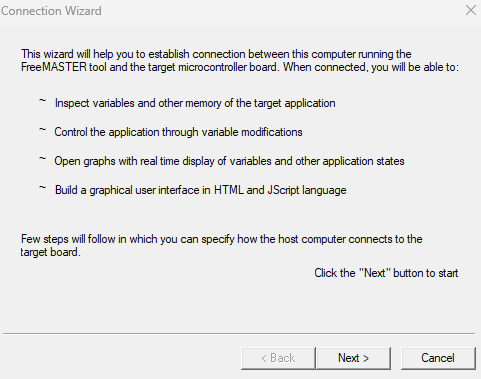 Connection Wizard
This wizard will help you to establish connection between this computer running the
FreeMASTER tool and the target microcontroller board. When connected, you will be able to:
~ Inspect variables and other memory of the target application
~ Control the application through variable modifications
~ Open graphs with real time display of variables and other application states
~ Build a graphical user interface in HTML and JScript language
Few steps will follow in which you can specify how the host computer connects to the
target board.
Click the "Next" button to start
< Back Next > Cancel